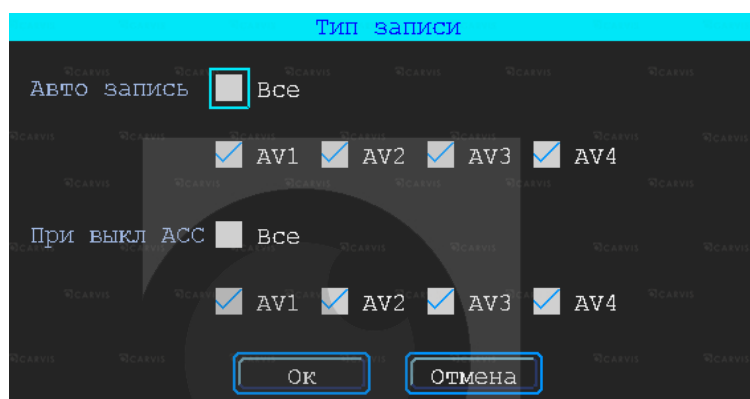 Тип записи
Авто запись Все
AV1 AV2 AV3 AV4
При выкл ACC Все
AV1 AV2 AV3 AV4
Ок Отмена
CARVIS